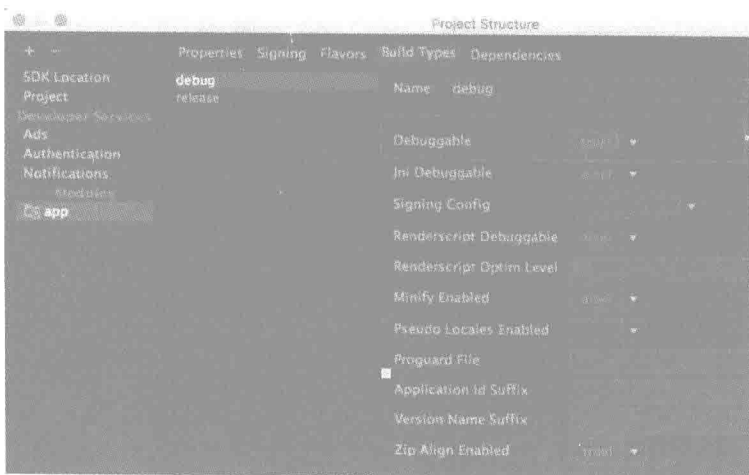 Project Structure
+ −
Properties Signing Flavors Build Types Dependencies
SDK Location
Project
Developer Services
Ads
Authentication
Notifications
Modules
app
debug
release
Name debug
Debuggable
Jni Debuggable
Signing Config
Renderscript Debuggable
Renderscript Optim Level
Minify Enabled
Pseudo Locales Enabled
Proguard File
Application Id Suffix
Version Name Suffix
Zip Align Enabled